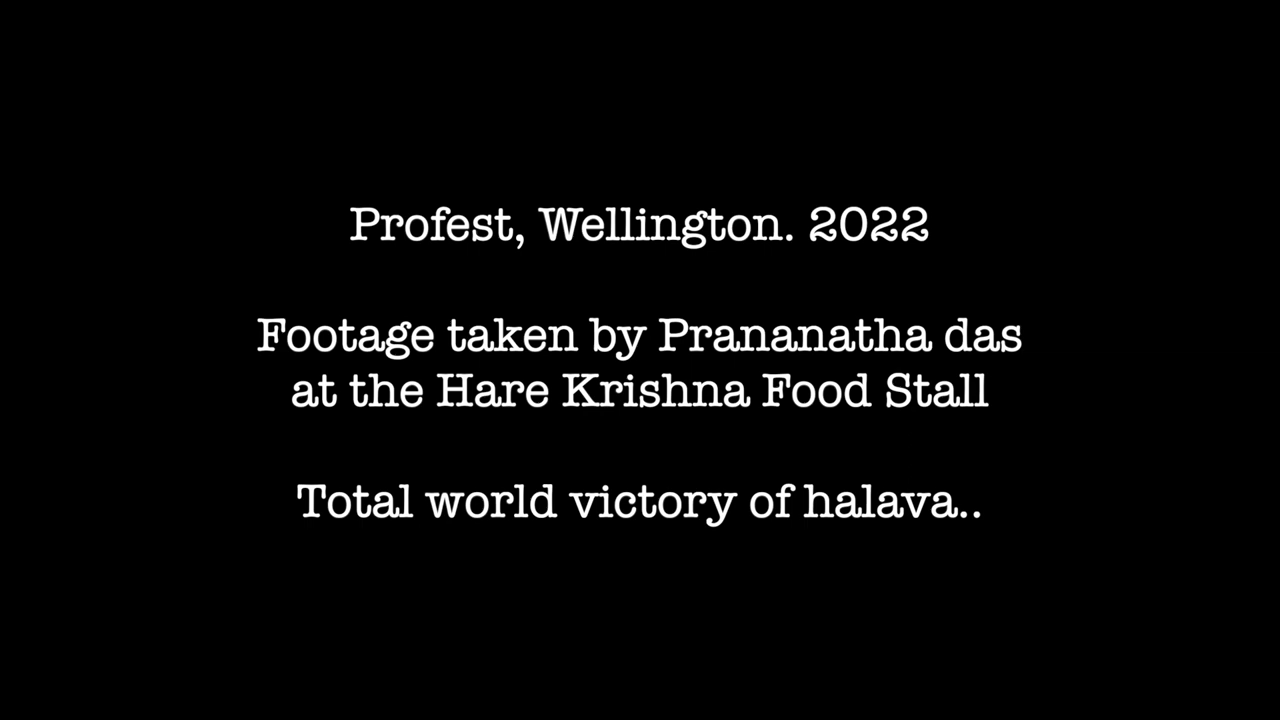 Profest, Wellington. 2022
Footage taken by Prananatha das
at the Hare Krishna Food Stall
Total world victory of halava..